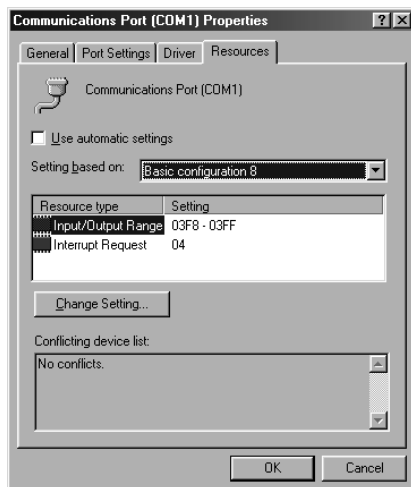 Communications Port (COM1) Properties
General Port Settings Driver Resources
Communications Port (COM1)
Use automatic settings
Setting based on: Basic configuration 8
Resource type Setting
Input/Output Range 03F8 - 03FF
Interrupt Request 04
Change Setting...
Conflicting device list:
No conflicts.
OK Cancel